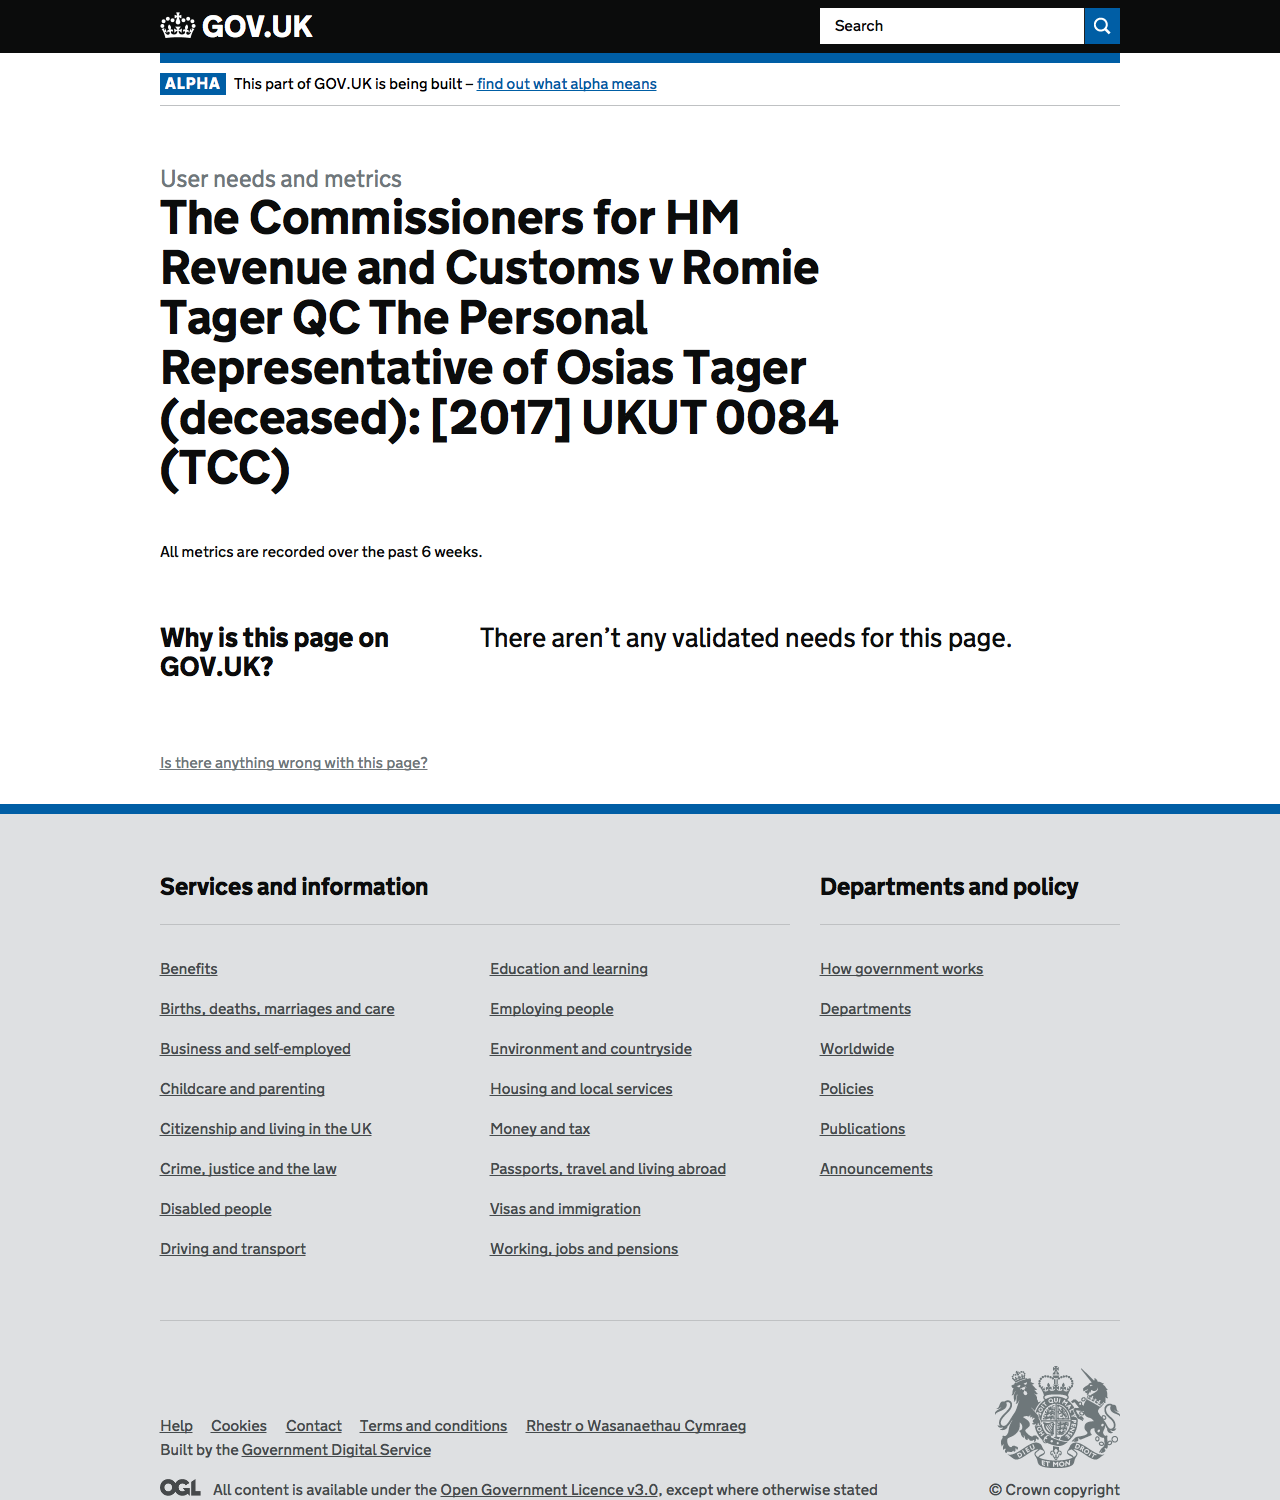 GOV.UK
Search
ALPHA This part of GOV.UK is being built – find out what alpha means
User needs and metrics
The Commissioners for HM
Revenue and Customs v Romie
Tager QC The Personal
Representative of Osias Tager
(deceased): [2017] UKUT 0084
(TCC)
All metrics are recorded over the past 6 weeks.
Why is this page on
GOV.UK?
There aren’t any validated needs for this page.
Is there anything wrong with this page?
Services and information
Benefits
Births, deaths, marriages and care
Business and self-employed
Childcare and parenting
Citizenship and living in the UK
Crime, justice and the law
Disabled people
Driving and transport
Education and learning
Employing people
Environment and countryside
Housing and local services
Money and tax
Passports, travel and living abroad
Visas and immigration
Working, jobs and pensions
Departments and policy
How government works
Departments
Worldwide
Policies
Publications
Announcements
Help Cookies Contact Terms and conditions Rhestr o Wasanaethau Cymraeg
Built by the Government Digital Service
OGL All content is available under the Open Government Licence v3.0, except where otherwise stated
DIEU ET MON DROIT
© Crown copyright